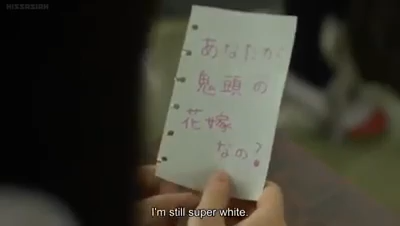 あなたが
鬼頭の
花嫁
なの?
I'm still super white.